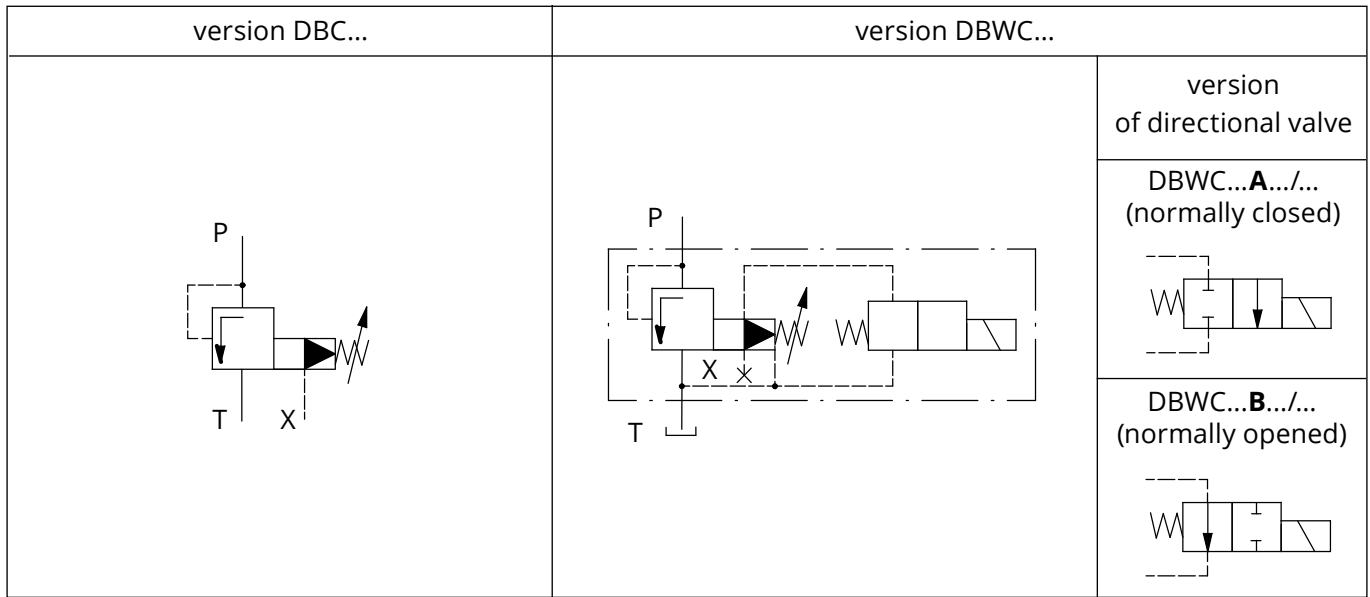 version DBC...
version DBWC...
version
of directional valve
DBWC...A.../...
(normally closed)
P
T
X
P
X
T
DBWC...B.../...
(normally opened)